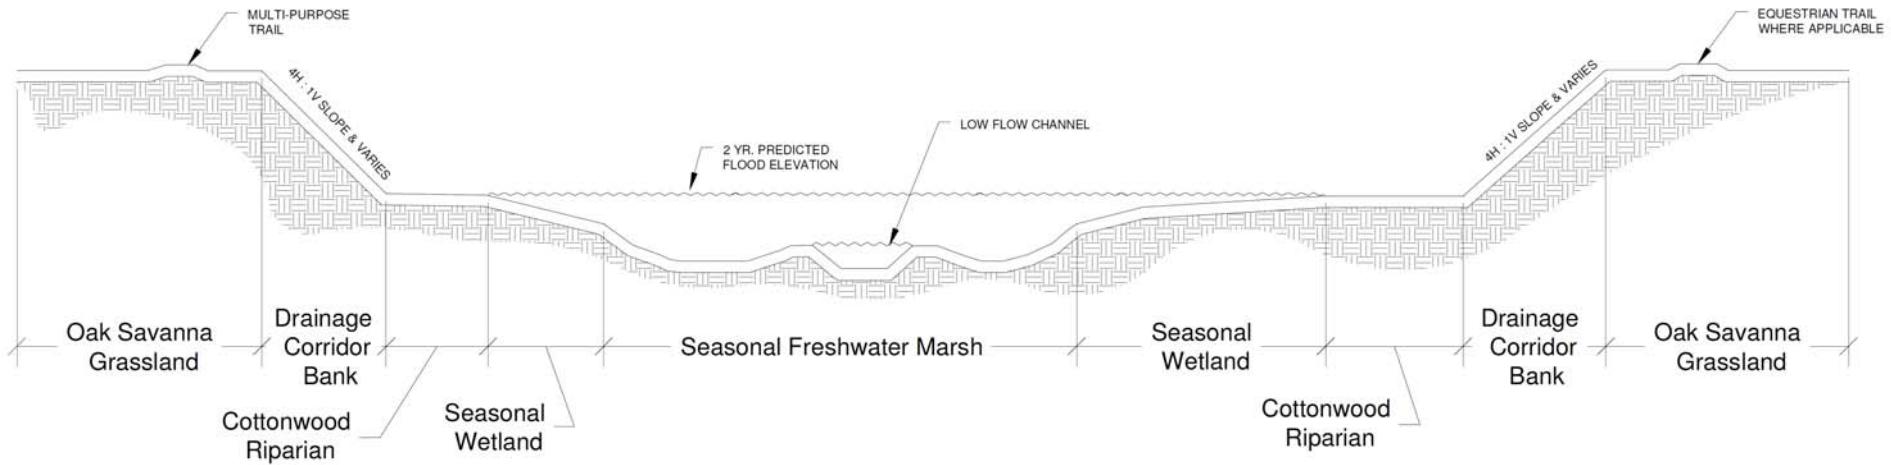 MULTI-PURPOSE
TRAIL
EQUESTRIAN TRAIL
WHERE APPLICABLE
4H : 1V SLOPE & VARIES
4H : 1V SLOPE & VARIES
LOW FLOW CHANNEL
2 YR. PREDICTED
FLOOD ELEVATION
Oak Savanna
Grassland
Drainage
Corridor
Bank
Seasonal Freshwater Marsh
Seasonal
Wetland
Drainage
Corridor
Bank
Oak Savanna
Grassland
Cottonwood
Riparian
Seasonal
Wetland
Cottonwood
Riparian